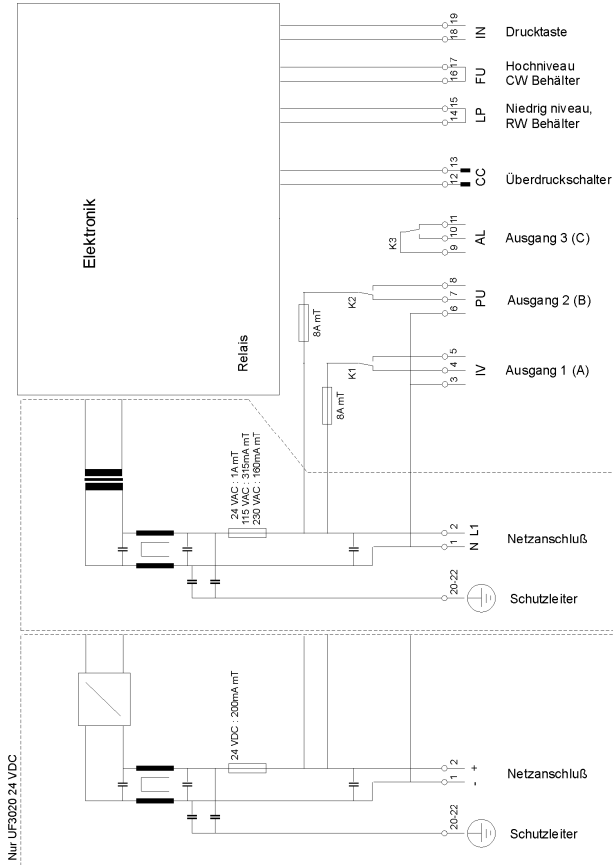 19
18
IN
Drucktaste
17
16
FU
Hochniveau
CW Behälter
15
14
LP
Niedrig niveau,
RW Behälter
13
12
CC
Überdruckschalter
Elektronik
Relais
K3
11
10
9
AL
Ausgang 3 (C)
8A mT
K2
8
7
6
PU
Ausgang 2 (B)
8A mT
K1
5
4
3
IV
Ausgang 1 (A)
24 VAC : 1A mT
115 VAC : 315mA mT
230 VAC : 160mA mT
2
1
N L1
Netzanschluß
20-22
Schutzleiter
Nur UF3020 24 VDC
24 VDC : 200mA mT
2
1
+
-
Netzanschluß
20-22
Schutzleiter